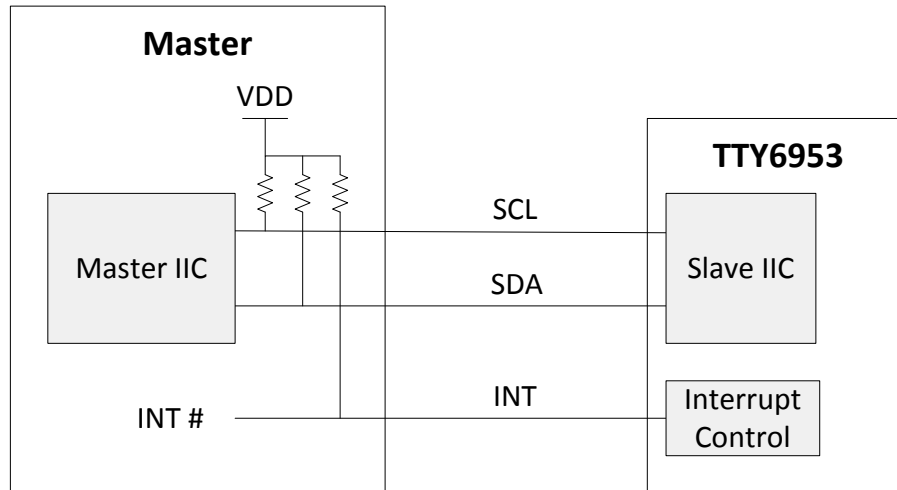 Master
VDD
TTY6953
SCL
Master IIC
Slave IIC
SDA
INT
INT #
Interrupt
Control